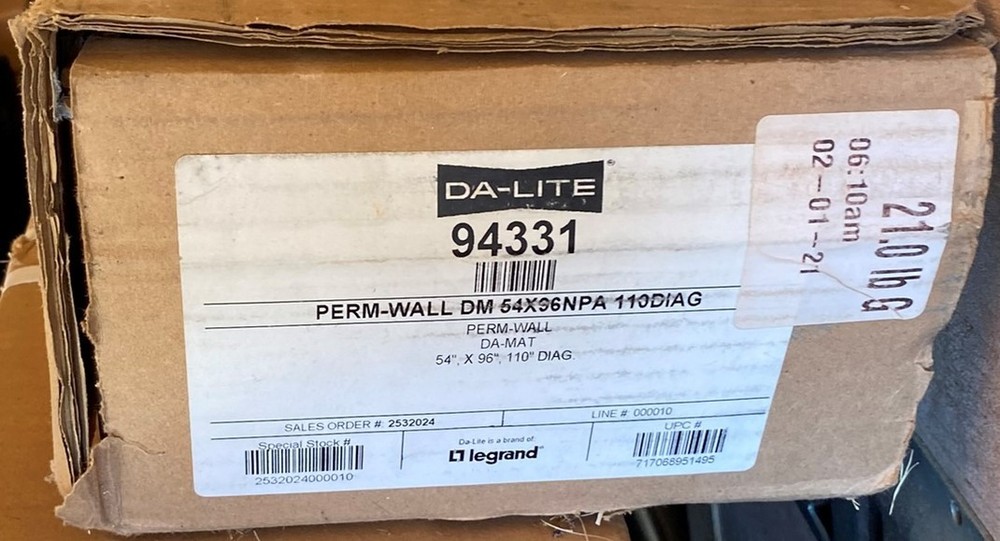 DA-LITE®
94331
PERM-WALL DM 54X96NPA 110DIAG
PERM-WALL
DA-MAT
54", X 96", 110" DIAG.
SALES ORDER #: 2532024
LINE #: 000010
Special Stock #
2532024000010
Da-Lite is a brand of:
legrand
UPC #
717068951495
06:10am
02-01-21
21.0 lb G